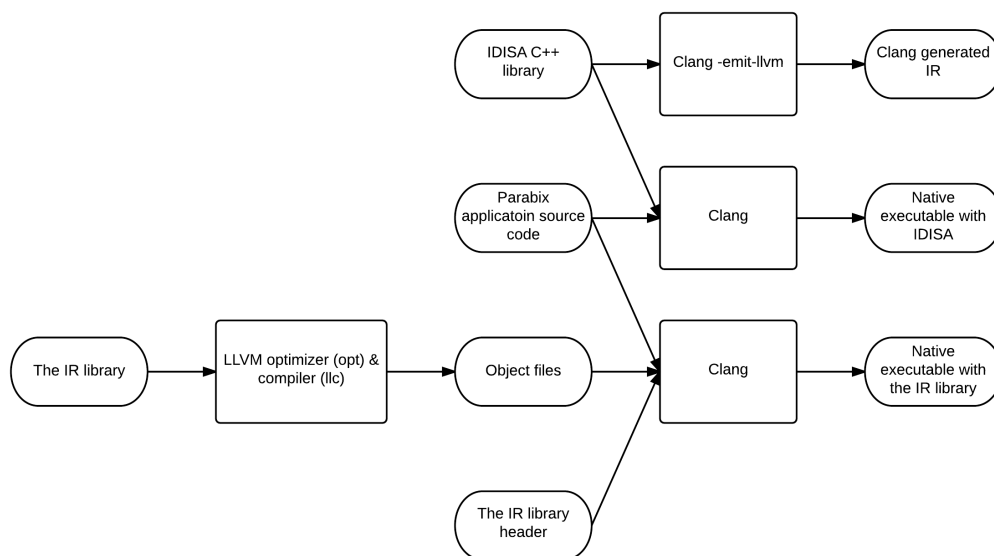 IDISA C++
library
Clang -emit-llvm
Clang generated
IR
Parabix
applicatoin source
code
Clang
Native
executable with
IDISA
The IR library
LLVM optimizer (opt) &
compiler (llc)
Object files
Clang
Native
executable with
the IR library
The IR library
header